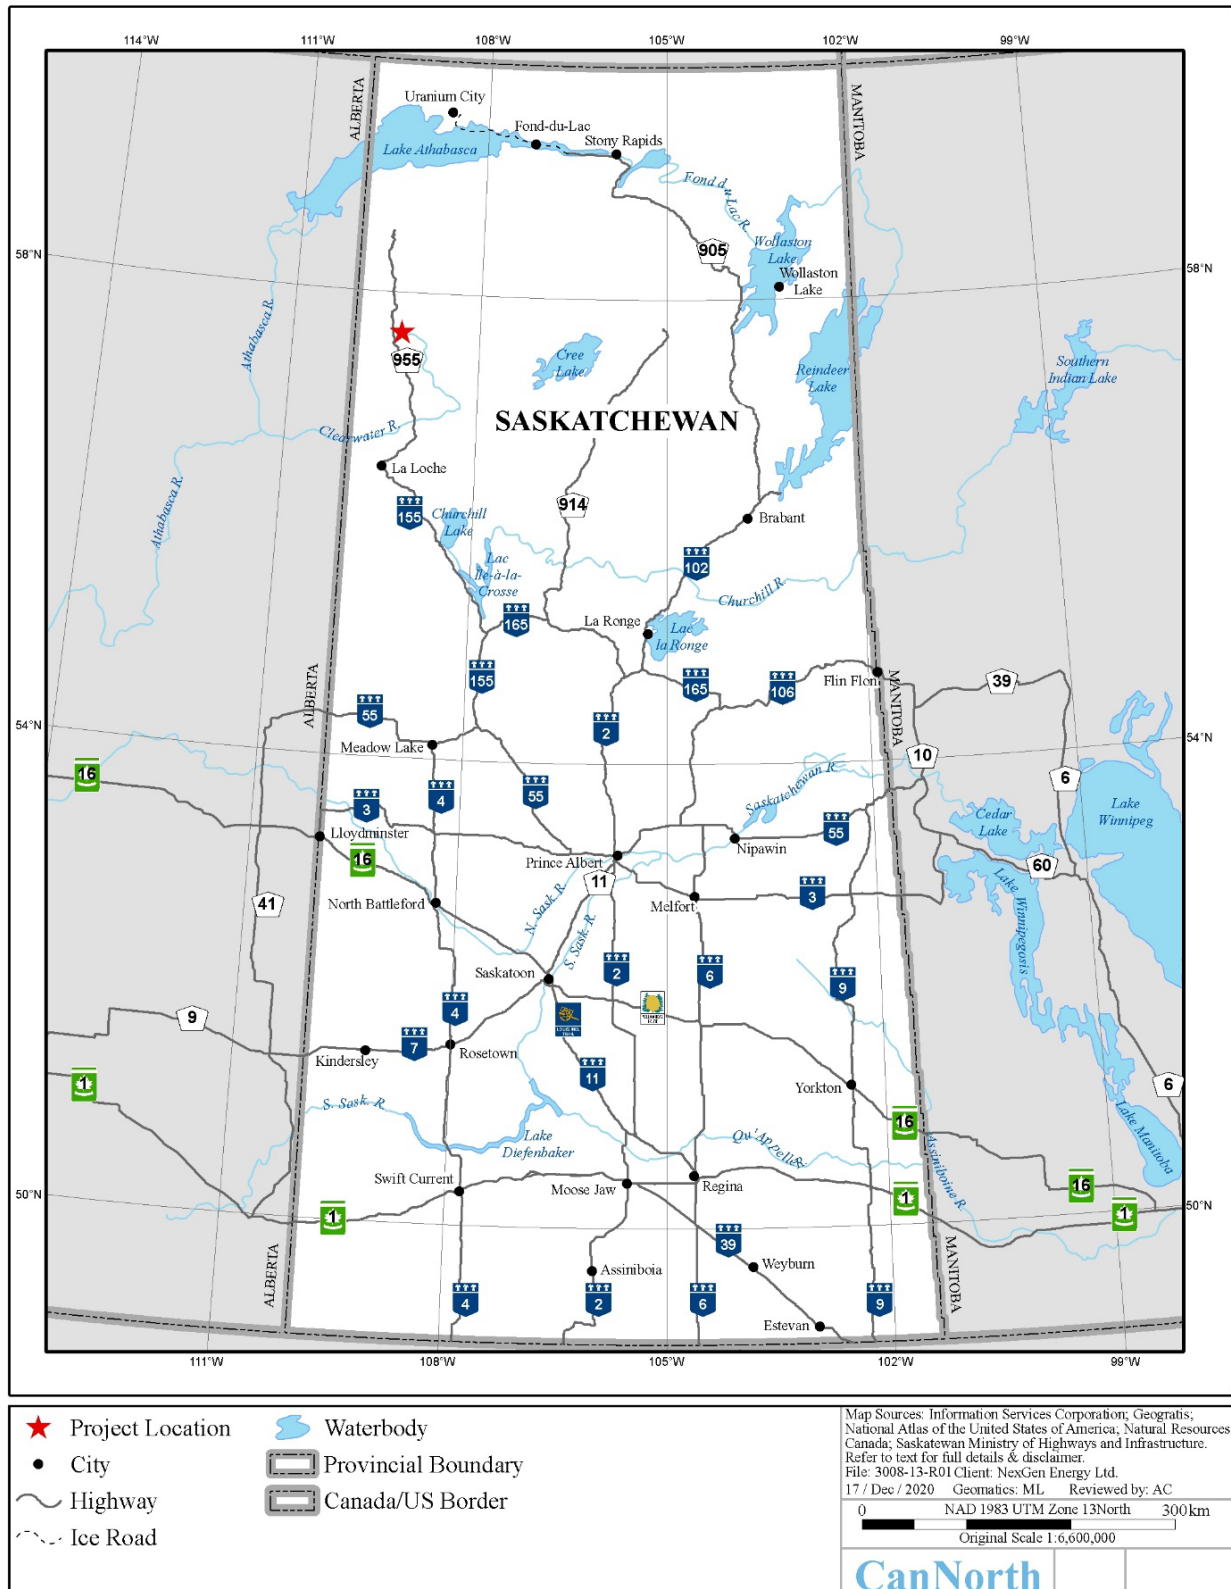 114°W 111°W 108°W 105°W 102°W 99°W
Uranium City
ALBERTA
MANITOBA
Fond-du-Lac
Stony Rapids
Lake Athabasca
Fond du Lac R.
905
Wollaston
Lake
58°N
58°N
Wollaston
Lake
Athabasca R.
955
Cree
Lake
Reindeer
Lake
Southern
Indian Lake
SASKATCHEWAN
Clearwater R.
La Loche
Athabasca R.
155
Churchill
Lake
914
Brabant
Lac
Île-à-la-
Crosse
102
Churchill R.
165
La Ronge
Lac
la Ronge
ALBERTA
155
165
106
Flin Flon
MANITOBA
39
55
2
54°N
54°N
Meadow Lake
10
16
6
3
4
55
Saskatchewan R.
Lake
Winnipeg
Cedar
Lake
Lloydminster
55
16
Prince Albert
Nipawin
60
11
41
North Battleford
N. Sask. R.
Melfort
3
Lake Winnipegosis
S. Sask. R.
Saskatoon
2
6
9
4
9
7
Kindersley
Rosetown
1
11
Yorkton
6
S. Sask. R.
16
Lake Manitoba
Lake
Diefenbaker
Qu'Appelle R.
Assiniboine R.
Swift Current
Moose Jaw
Regina
16
50°N
50°N
1
1
1
39
ALBERTA
Assiniboia
Weyburn
MANITOBA
4
2
6
9
Estevan
111°W 108°W 105°W 102°W 99°W
Project Location
Waterbody
City
Provincial Boundary
Highway
Canada/US Border
Ice Road
Map Sources: Information Services Corporation; Geogratis;
National Atlas of the United States of America; Natural Resources
Canada; Saskatewan Ministry of Highways and Infrastructure.
Refer to text for full details & disclaimer.
File: 3008-13-R01 Client: NexGen Energy Ltd.
17 / Dec / 2020 Geomatics: ML Reviewed by: AC
0 NAD 1983 UTM Zone 13North 300km
Original Scale 1:6,600,000
CanNorth